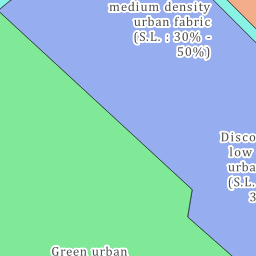 medium density
urban fabric
(S.L. : 30% -
50%)
Disco
low
urba
(S.L.
3
Green urban